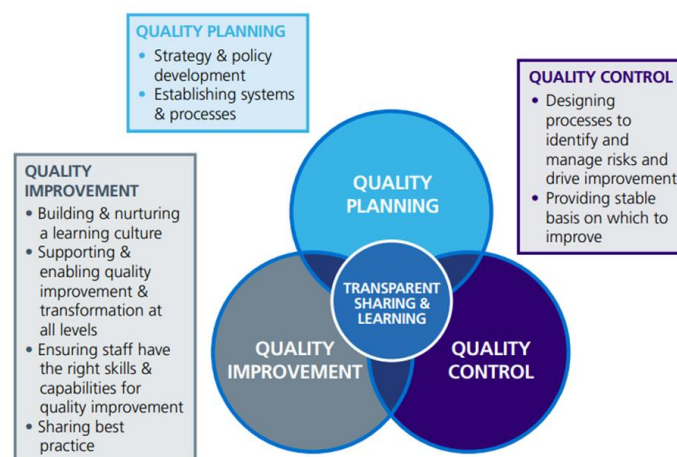 QUALITY PLANNING
• Strategy & policy
development
• Establishing systems
& processes
QUALITY CONTROL
• Designing
processes to
identify and
manage risks and
drive improvement
• Providing stable
basis on which to
improve
QUALITY
IMPROVEMENT
• Building & nurturing
a learning culture
• Supporting &
enabling quality
improvement &
transformation at
all levels
• Ensuring staff have
the right skills &
capabilities for
quality improvement
• Sharing best
practice
QUALITY
PLANNING
TRANSPARENT
SHARING &
LEARNING
QUALITY
IMPROVEMENT
QUALITY
CONTROL